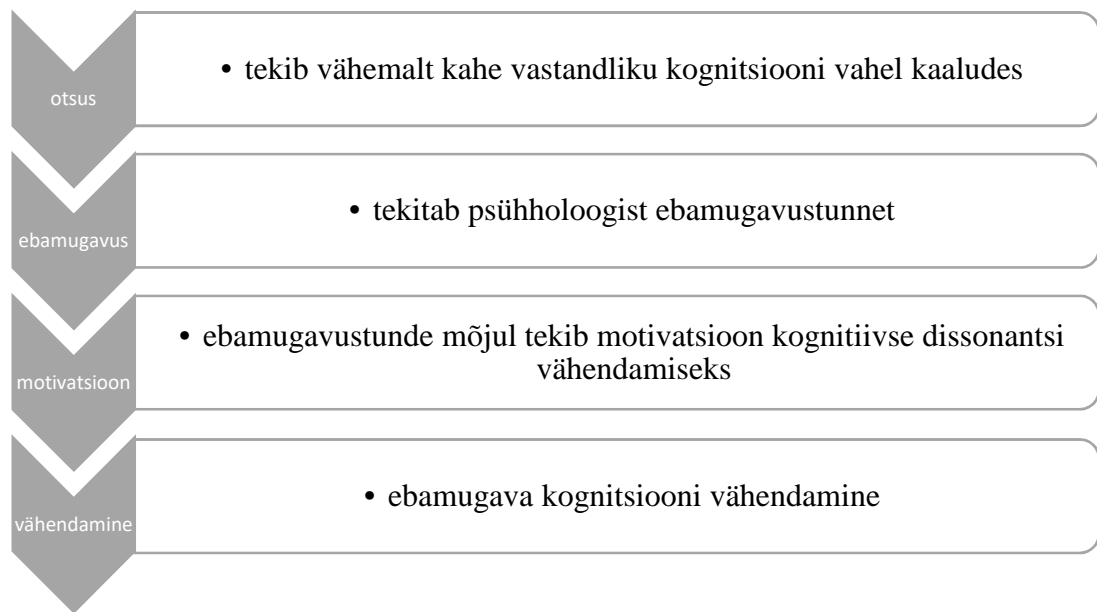 otsus
• tekib vähemalt kahe vastandliku kognitsiooni vahel kaaludes
ebamugavus
• tekitab psühholoogist ebamugavustunnet
motivatsioon
• ebamugavustunde mõjul tekib motivatsioon kognitiivse dissonantsi
vähendamiseks
vähendamine
• ebamugava kognitsiooni vähendamine